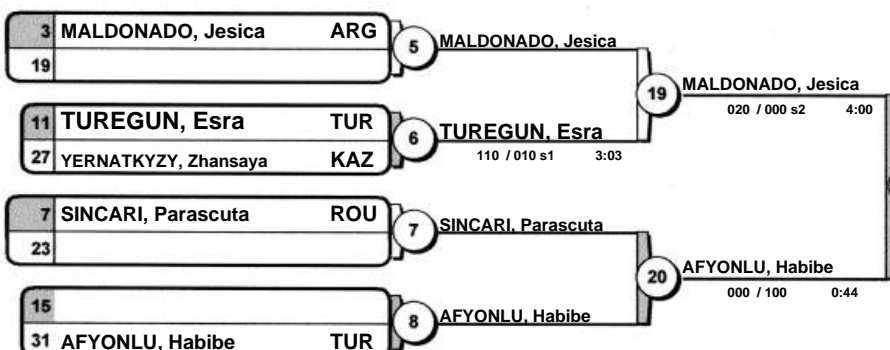 3 MALDONADO, Jesica ARG
19
5
MALDONADO, Jesica
11 TUREGUN, Esra TUR
27 YERNATKYZY, Zhansaya KAZ
6
TUREGUN, Esra
110 / 010 s1 3:03
19
MALDONADO, Jesica
020 / 000 s2 4:00
7 SINCARI, Parascuta ROU
23
7
SINCARI, Parascuta
15
31 AFYONLU, Habibe TUR
8
AFYONLU, Habibe
20
AFYONLU, Habibe
000 / 100 0:44